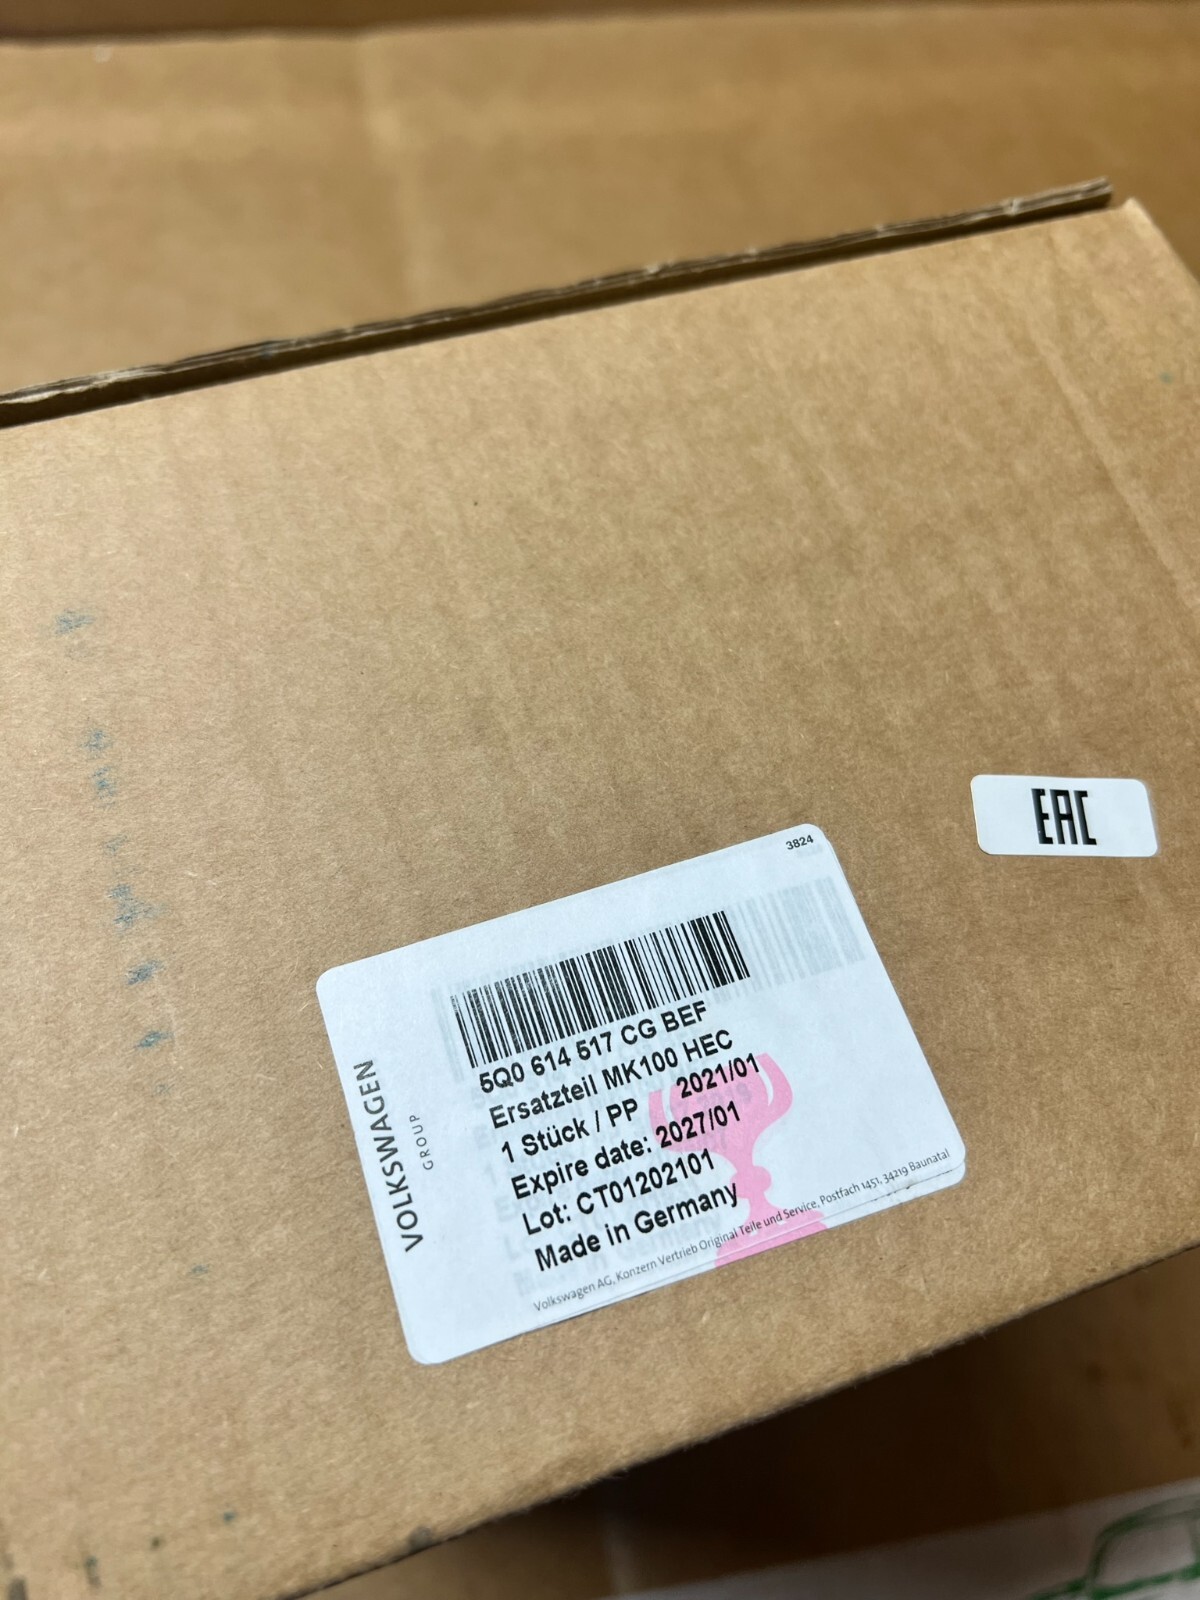 EAC
3824
5Q0 614 517 CG BEF
Ersatzteil MK100 HEC
1 Stück / PP 2021/01
Expire date: 2027/01
Lot: CT01202101
Made in Germany
Volkswagen AG, Konzern Vertrieb Original Teile und Service, Postfach 1451, 34219 Baunatal
VOLKSWAGEN
GROUP